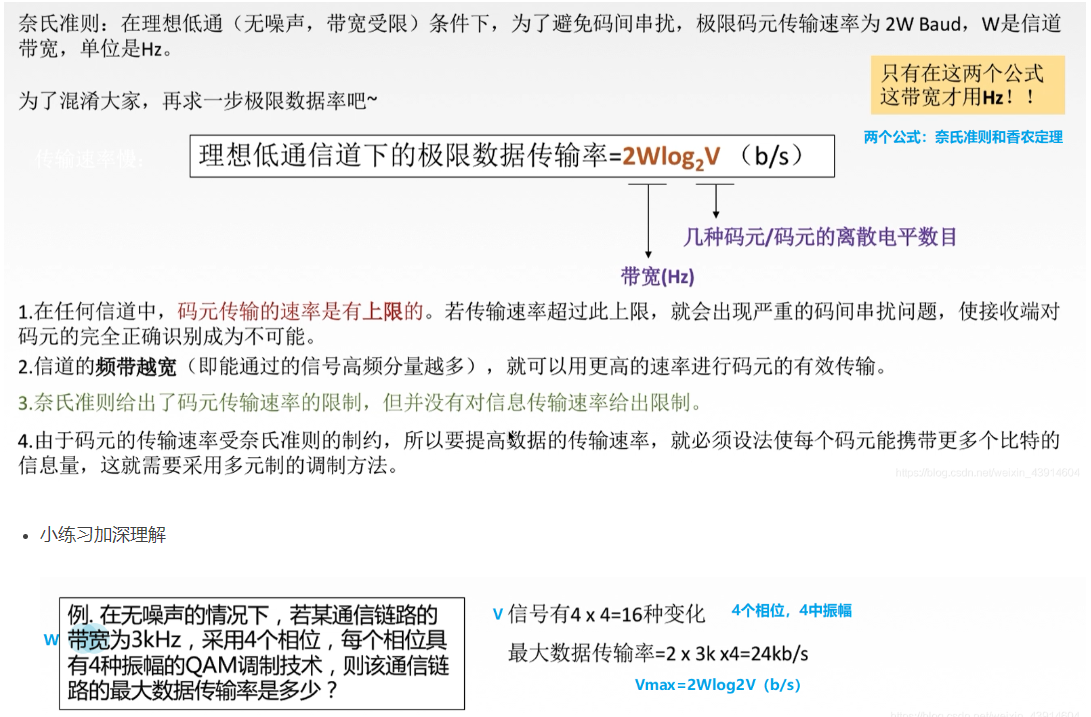 奈氏准则：在理想低通（无噪声，带宽受限）条件下，为了避免码间串扰，极限码元传输速率为 2W Baud，W是信道
带宽，单位是Hz。
只有在这两个公式
这带宽才用Hz！！
为了混淆大家，再求一步极限数据率吧~
两个公式：奈氏准则和香农定理
传输速率慢：
理想低通信道下的极限数据传输率=2Wlog₂V （b/s）
几种码元/码元的离散电平数目
带宽(Hz)
1.在任何信道中，码元传输的速率是有上限的。若传输速率超过此上限，就会出现严重的码间串扰问题，使接收端对
码元的完全正确识别成为不可能。
2.信道的频带越宽（即能通过的信号高频分量越多），就可以用更高的速率进行码元的有效传输。
3.奈氏准则给出了码元传输速率的限制，但并没有对信息传输速率给出限制。
4.由于码元的传输速率受奈氏准则的制约，所以要提高数据的传输速率，就必须设法使每个码元能携带更多个比特的
信息量，这就需要采用多元制的调制方法。
https://blog.csdn.net/weixin_43914604
小练习加深理解
例. 在无噪声的情况下，若某通信链路的
W 带宽为3kHz，采用4个相位，每个相位具
有4种振幅的QAM调制技术，则该通信链
路的最大数据传输率是多少？
V 信号有4 x 4=16种变化 4个相位，4中振幅
最大数据传输率=2 x 3k x4=24kb/s
Vmax=2Wlog2V（b/s）